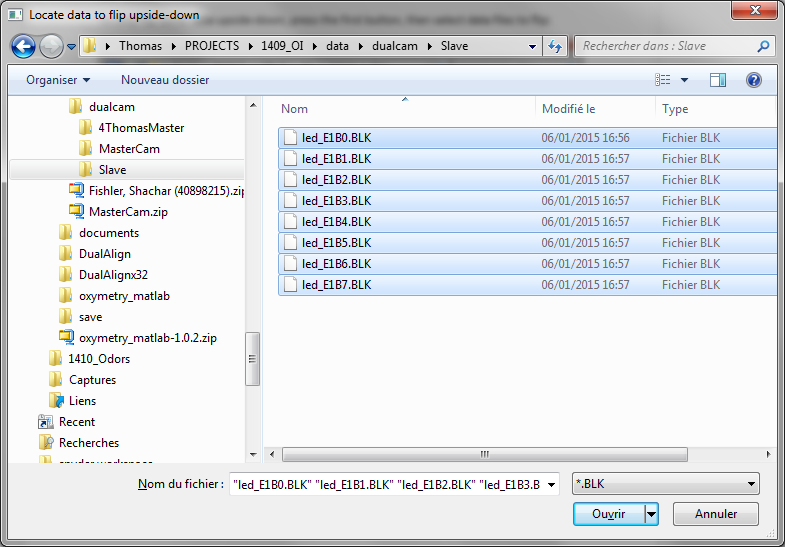 Locate data to flip upside-down
Thomas PROJECTS 1409_OI data dualcam Slave
Rechercher dans : Slave
Organiser Nouveau dossier
dualcam
4ThomasMaster
MasterCam
Slave
Fishler, Shachar (40898215).zip
MasterCam.zip
documents
DualAlign
DualAlignx32
oxymetry_matlab
save
oxymetry_matlab-1.0.2.zip
1410_Odors
Captures
Liens
Recent
Recherches
Nom Modifié le Type
led_E1B0.BLK 06/01/2015 16:56 Fichier BLK
led_E1B1.BLK 06/01/2015 16:57 Fichier BLK
led_E1B2.BLK 06/01/2015 16:57 Fichier BLK
led_E1B3.BLK 06/01/2015 16:57 Fichier BLK
led_E1B4.BLK 06/01/2015 16:57 Fichier BLK
led_E1B5.BLK 06/01/2015 16:57 Fichier BLK
led_E1B6.BLK 06/01/2015 16:57 Fichier BLK
led_E1B7.BLK 06/01/2015 16:57 Fichier BLK
Nom du fichier : "led_E1B0.BLK" "led_E1B1.BLK" "led_E1B2.BLK" "led_E1B3.B
*.BLK
Ouvrir Annuler